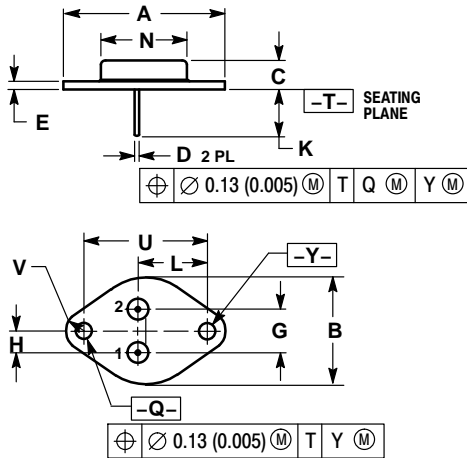 A
N
C
–T– SEATING PLANE
E
K
D 2 PL
⌖ ∅ 0.13 (0.005) Ⓜ T Q Ⓜ Y Ⓜ
U
V
L
–Y–
2
G
B
H
1
–Q–
⌖ ∅ 0.13 (0.005) Ⓜ T Y Ⓜ